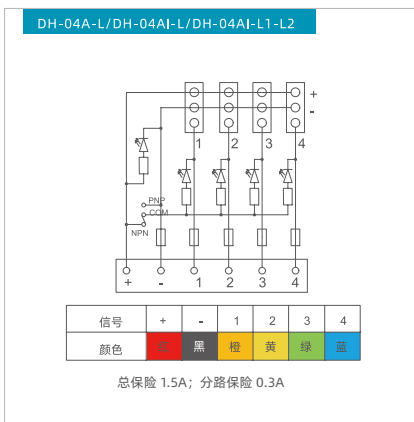 DH-04A-L/DH-04AI-L/DH-04AI-L1-L2
+
-
1 2 3 4
PNP
COM
NPN
+ - 1 2 3 4
信号 + - 1 2 3 4
颜色 红 黑 橙 黄 绿 蓝
总保险 1.5A；分路保险 0.3A